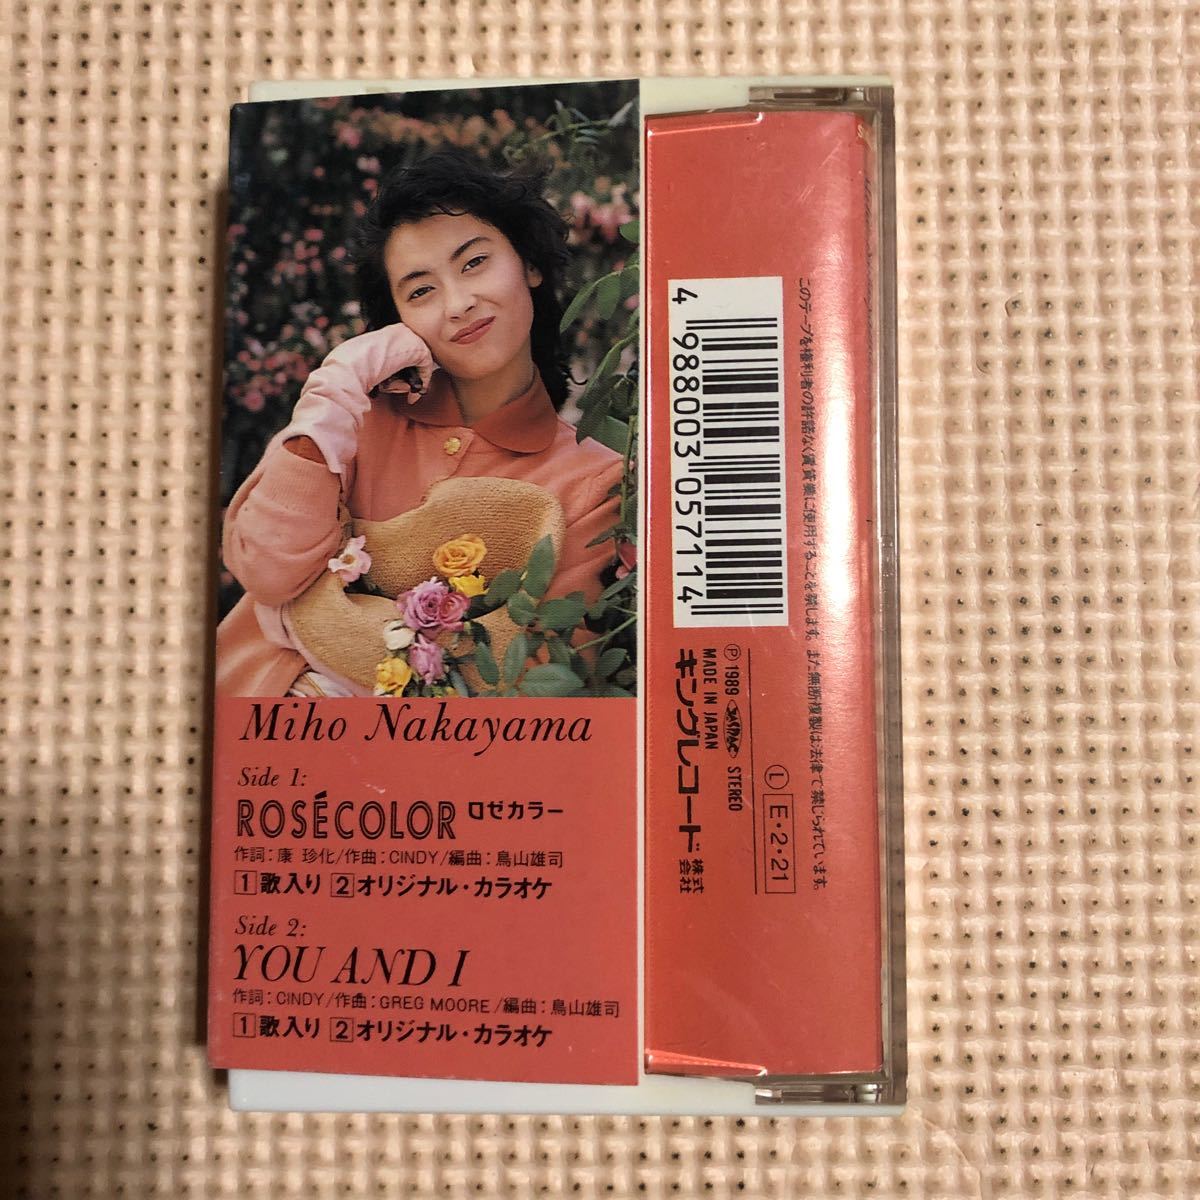 Miho Nakayama
Side 1:
ROSÉCOLOR ロゼカラー
作詞:康 珍化/作曲:CINDY/編曲:鳥山雄司
1歌入り 2オリジナル・カラオケ
Side 2:
YOU AND I
作詞:CINDY/作曲:GREG MOORE/編曲:鳥山雄司
1歌入り 2オリジナル・カラオケ
このテープを権利者の許諾なく賃貸業に使用することを禁じます。また無断複製は法律で禁じられています。
4 988003 057114
Ⓛ E・2・21
Ⓟ 1989 JASRAC STEREO
MADE IN JAPAN
キングレコード 株式会社